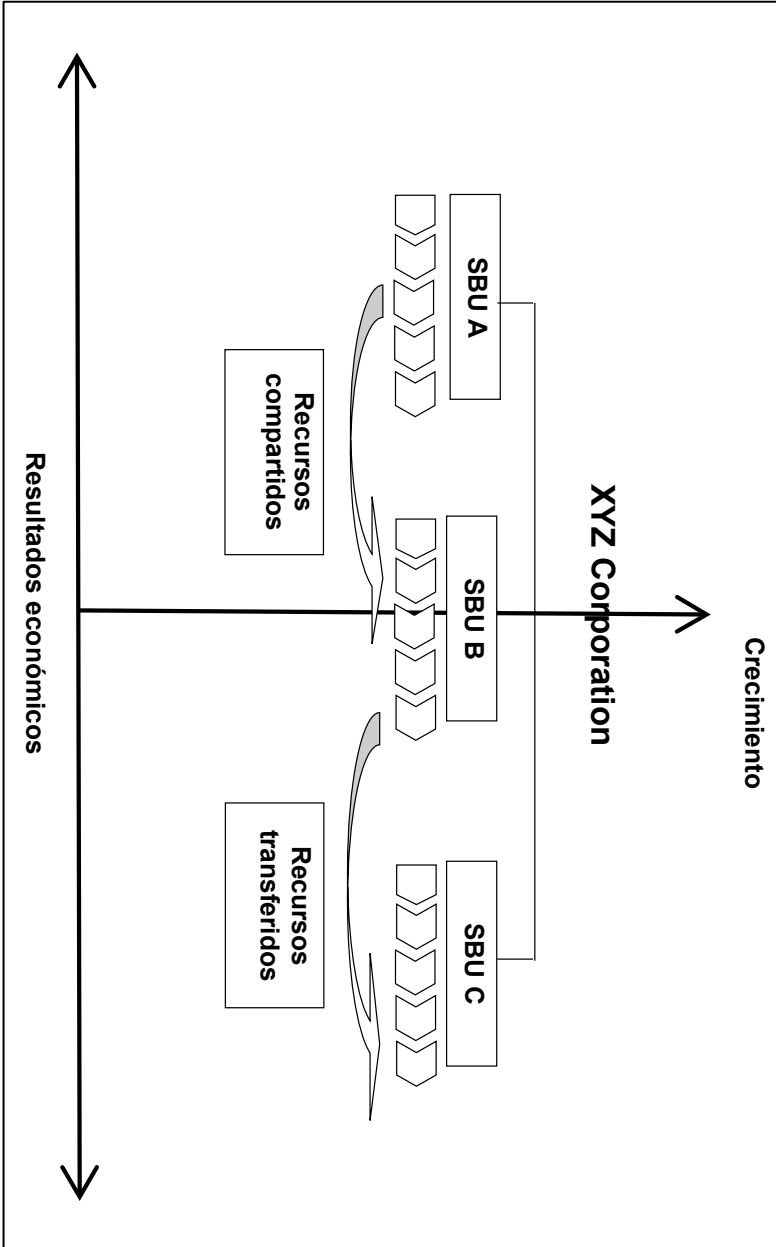 Crecimiento
XYZ Corporation
SBU A
SBU B
SBU C
Recursos
compartidos
Recursos
transferidos
Resultados económicos